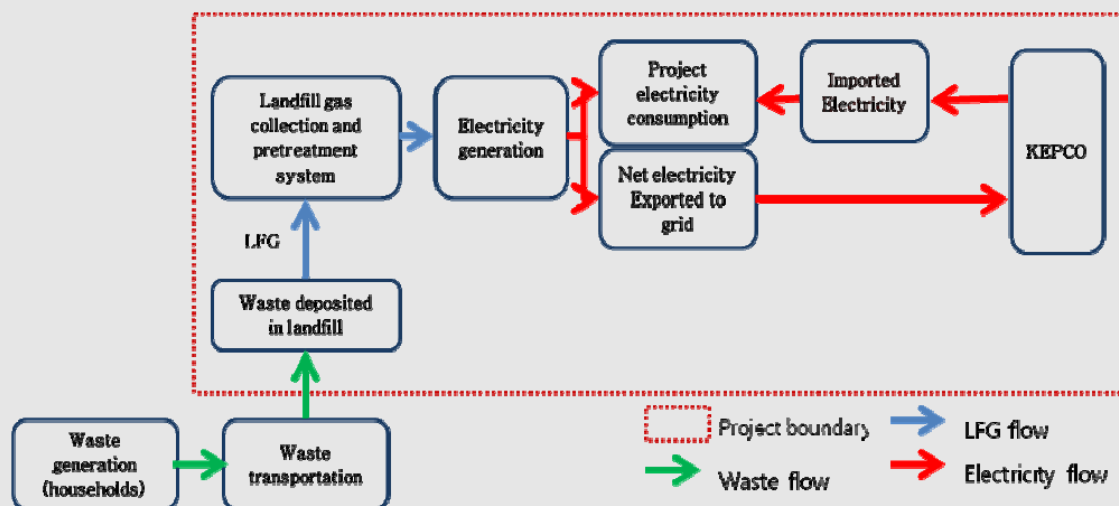 Landfill gas
collection and
pretreatment
system
Electricity
generation
Project
electricity
consumption
Imported
Electricity
KEPCO
Net electricity
Exported to
grid
LFG
Waste deposited
in landfill
Waste
generation
(households)
Waste
transportation
Project boundary
LFG flow
Waste flow
Electricity flow